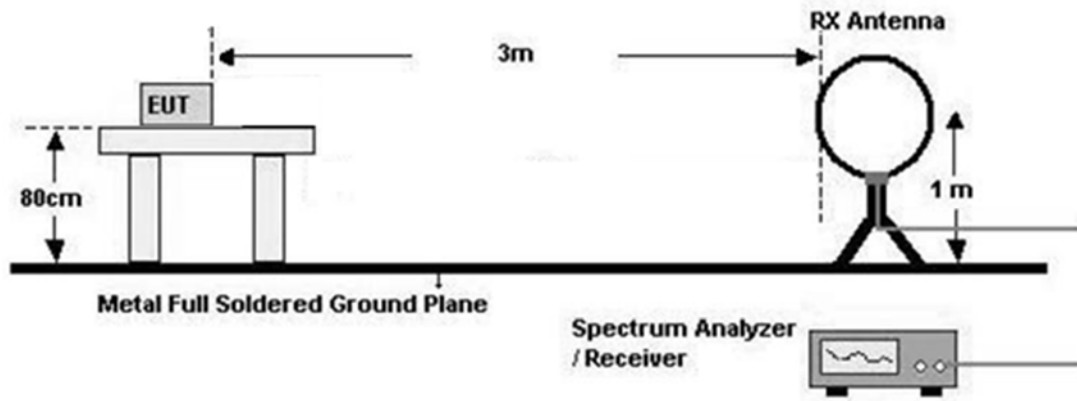 RX Antenna
3m
EUT
80cm
1 m
Metal Full Soldered Ground Plane
Spectrum Analyzer
/ Receiver